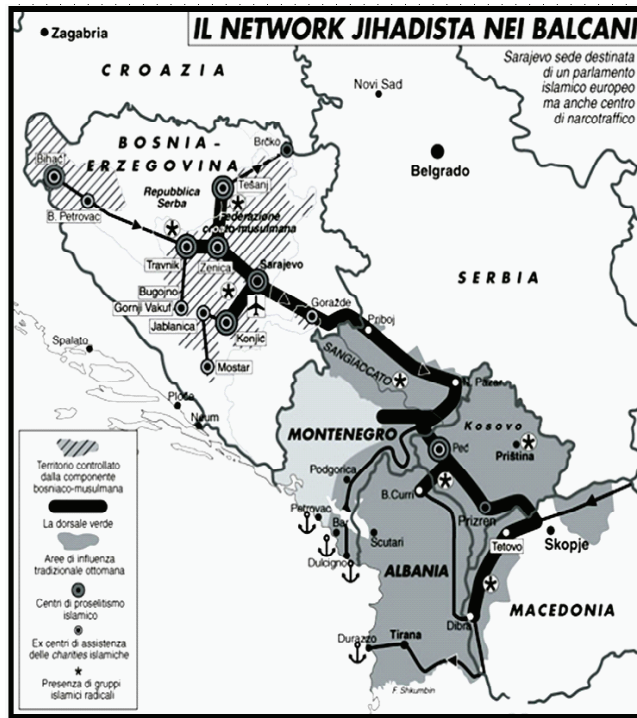 IL NETWORK JIHADISTA NEI BALCANI
Sarajevo sede destinata
di un parlamento
islamico europeo
ma anche centro
di narcotraffico
Zagabria
CROAZIA
Novi Sad
BOSNIA-
ERZEGOVINA
Brčko
Belgrado
Bihać
Tešanj
Repubblica
Serba
B. Petrovac
Federazione
croato-musulmana
Travnik
Zenica
Sarajevo
SERBIA
Bugojno
Goražde
Gornji Vakuf
Jablanica
Konjić
Priboj
Spalato
SANGIACCATO
Mostar
N. Pazar
Ploče
Neum
Kosovo
MONTENEGRO
Peć
Priština
Podgorica
B.Curri
Petrovac
Prizren
Bar
Scutari
Tetovo
Skopje
Dulcigno
ALBANIA
MACEDONIA
Dibra
Durazzo
Tirana
F. Shkumbin
Territorio controllato
dalla componente
bosniaco-musulmana
La dorsale verde
Aree di influenza
tradizionale ottomana
Centri di proselitismo
islamico
Ex centri di assistenza
delle charities islamiche
Presenza di gruppi
islamici radicali